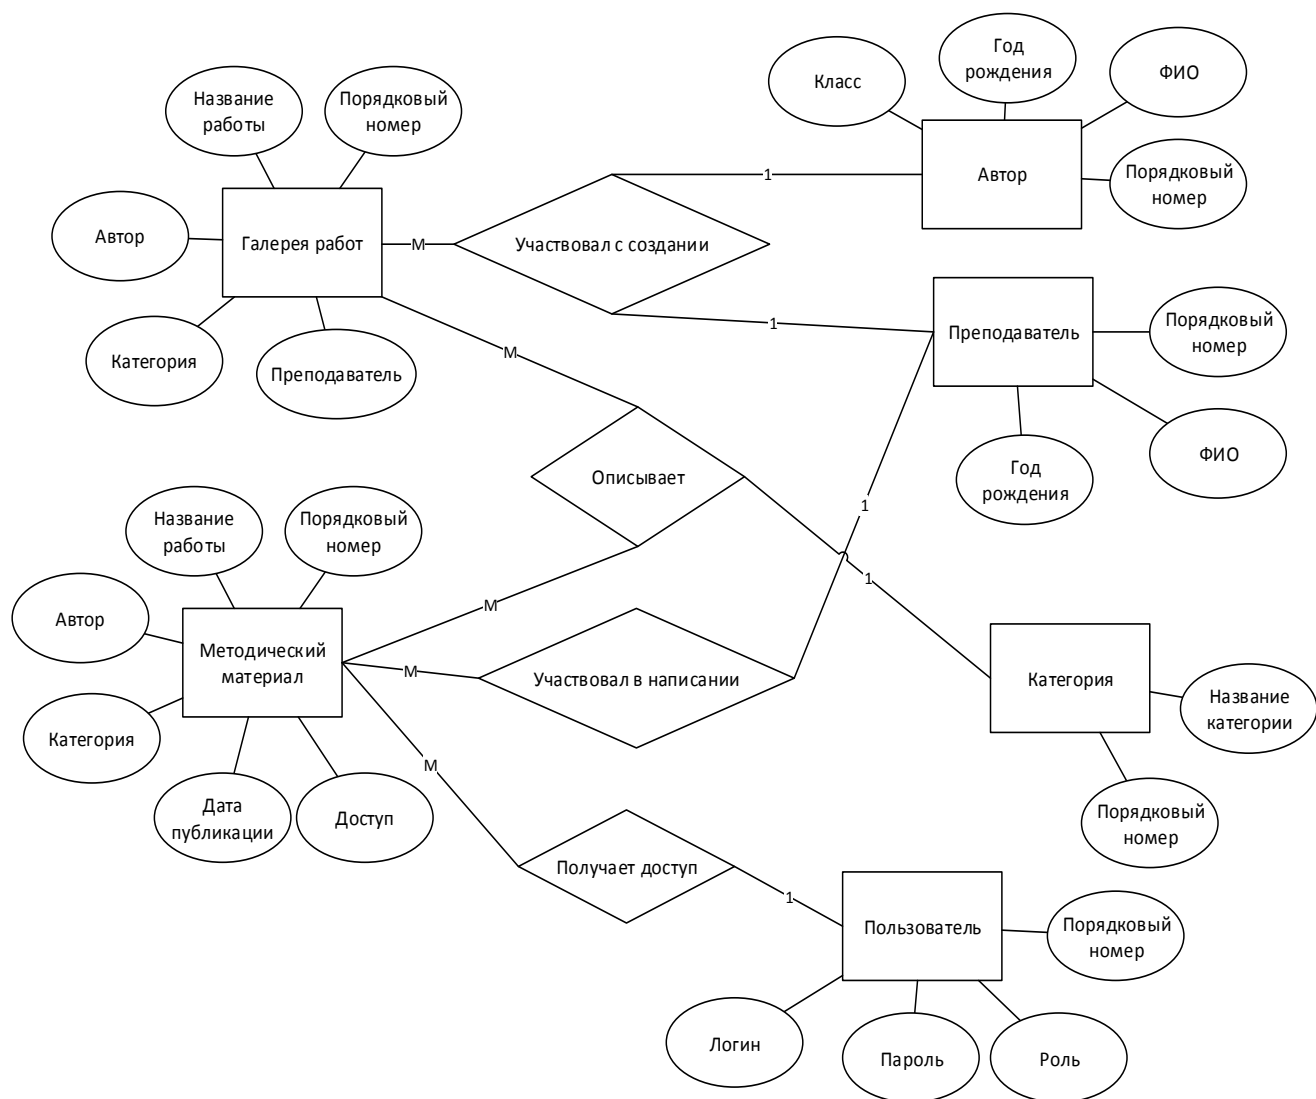 Название
работы
Порядковый
номер
Автор
Галерея работ
Категория
Преподаватель
М
Участвовал с создании
1
1
Класс
Год
рождения
ФИО
Автор
Порядковый
номер
Преподаватель
Порядковый
номер
ФИО
Год
рождения
М
Описывает
М
1
1
Название
работы
Порядковый
номер
Автор
Методический
материал
Категория
Дата
публикации
Доступ
М
Участвовал в написании
М
Получает доступ
1
Категория
Название
категории
Порядковый
номер
Пользователь
Порядковый
номер
Логин
Пароль
Роль